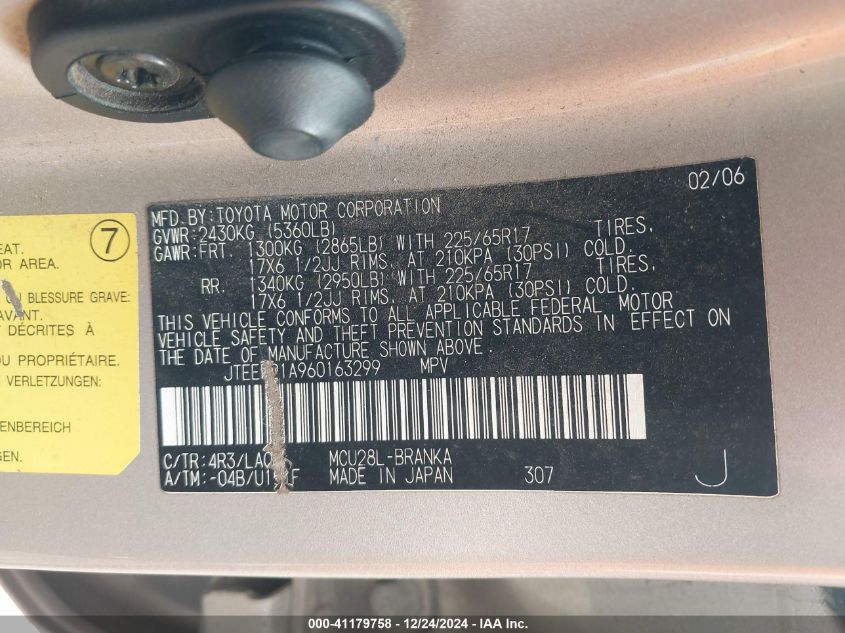 7
EAT.
OR AREA.
OU BLESSURE GRAVE:
AVANT.
T DÉCRITES À
U PROPRIÉTAIRE.
N VERLETZUNGEN
ENBEREICH
GEN.
02/06
MFD. BY: TOYOTA MOTOR CORPORATION
GVWR: 2430KG (5360LB)
GAWR: FRT. 1300KG (2865LB) WITH 225/65R17 TIRES,
17X6 1/2JJ RIMS, AT 210KPA (30PSI) COLD.
RR. 1340KG (2950LB) WITH 225/65R17 TIRES,
17X6 1/2JJ RIMS, AT 210KPA (30PSI) COLD.
THIS VEHICLE CONFORMS TO ALL APPLICABLE FEDERAL MOTOR
VEHICLE SAFETY AND THEFT PREVENTION STANDARDS IN EFFECT ON
THE DATE OF MANUFACTURE SHOWN ABOVE.
MPV
C/TR: 4R3/ MCU28L-BRANKA
A/TM: MADE IN JAPAN 307 J
000-41179758 - 12/24/2024 - IAA Inc.